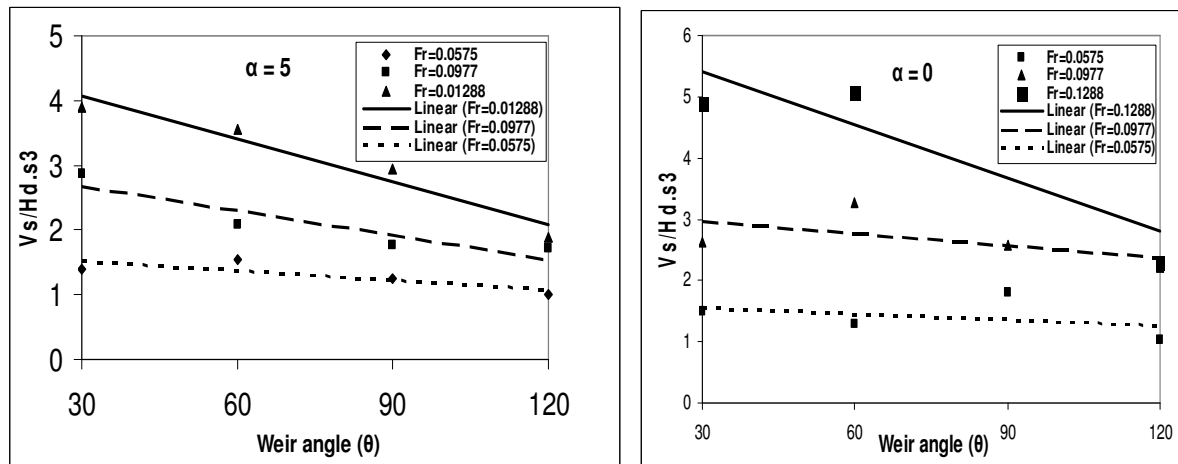 5
4
3
2
1
0
Vs/Hd.s3
α = 5
Fr=0.0575
Fr=0.0977
Fr=0.01288
Linear (Fr=0.01288)
Linear (Fr=0.0977)
Linear (Fr=0.0575)
30 60 90 120
Weir angle (θ)
6
5
4
3
2
1
0
Vs/Hd.s3
α = 0
Fr=0.0575
Fr=0.0977
Fr=0.1288
Linear (Fr=0.1288)
Linear (Fr=0.0977)
Linear (Fr=0.0575)
30 60 90 120
Weir angle (θ)